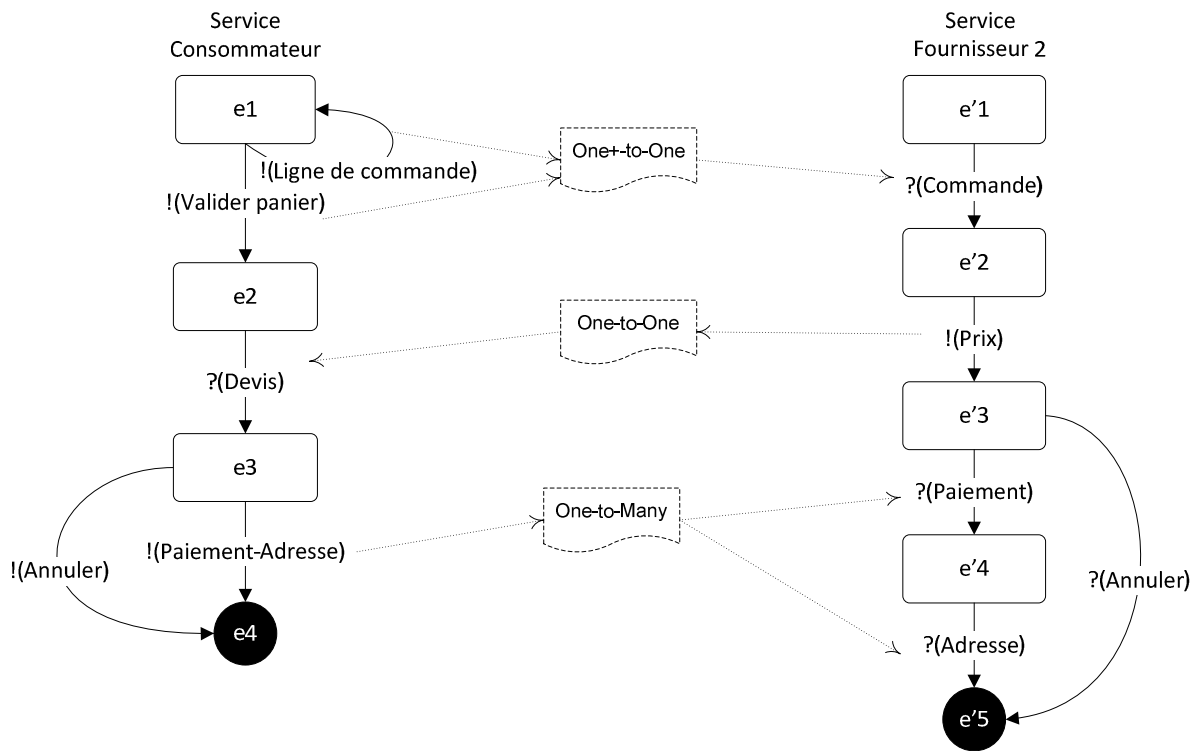 Service
Consommateur
Service
Fournisseur 2
e1
e'1
One+-to-One
!(Ligne de commande)
?(Commande)
!(Valider panier)
e'2
e2
One-to-One
!(Prix)
?(Devis)
e'3
e3
?(Paiement)
One-to-Many
!(Paiement-Adresse)
!(Annuler)
e'4
?(Annuler)
e4
?(Adresse)
e'5